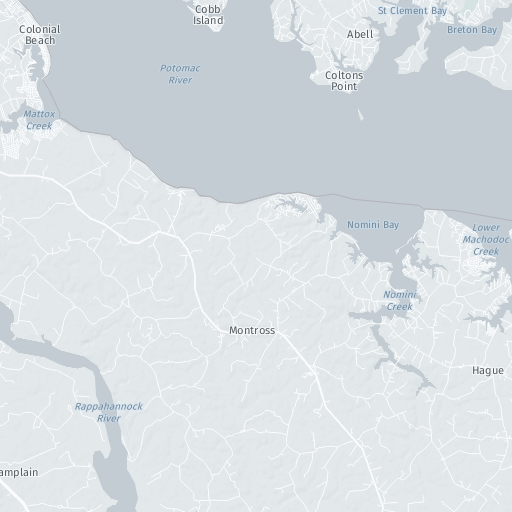 Cobb
Island
St Clement Bay
Colonial
Beach
Abell
Breton Bay
Potomac
River
Coltons
Point
Mattox
Creek
Nomini Bay
Lower
Machodoc
Creek
Nomini
Creek
Montross
Hague
Rappahannock
River
amplain